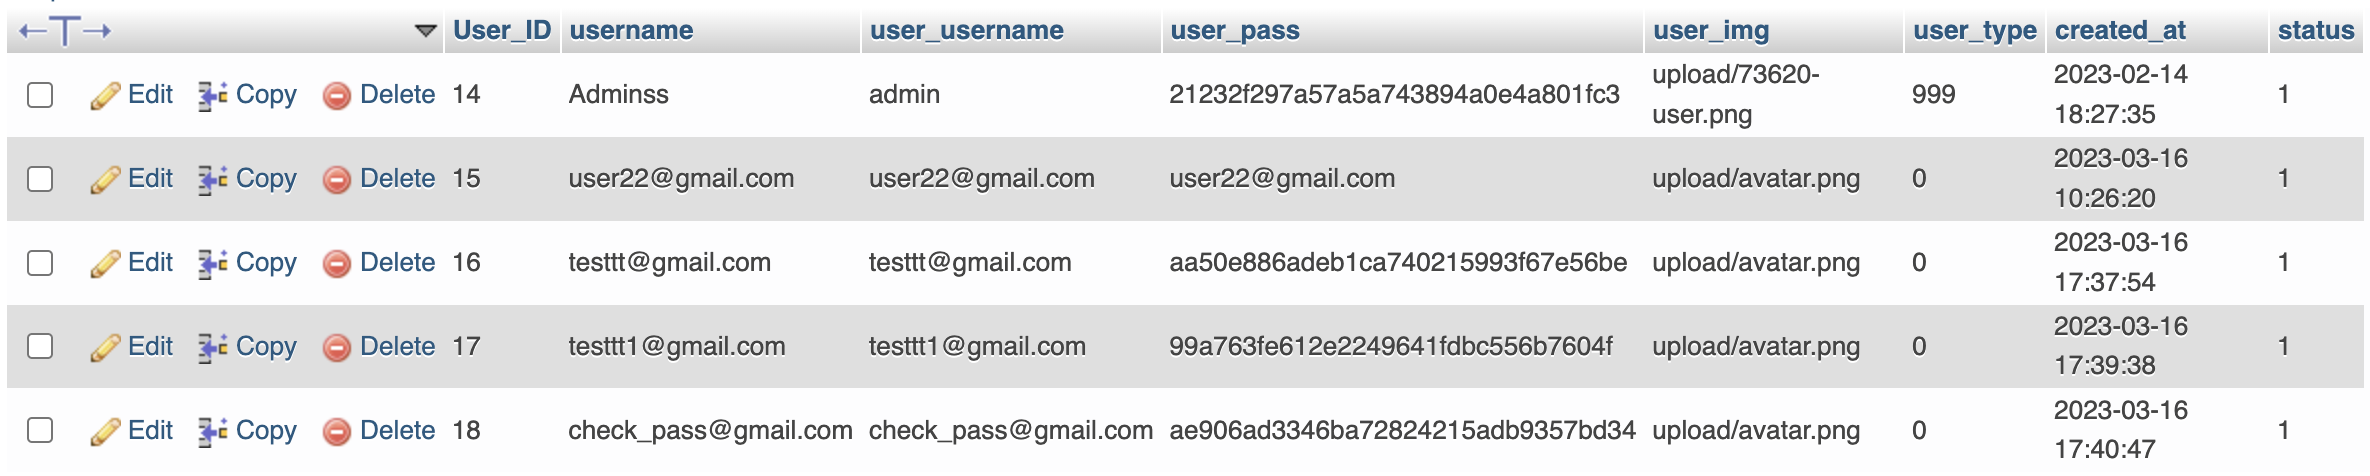 User_ID username user_username user_pass user_img user_type created_at status
Edit Copy Delete 14 Adminss admin 21232f297a57a5a743894a0e4a801fc3 upload/73620-user.png 999 2023-02-14 18:27:35 1
Edit Copy Delete 15 user22@gmail.com user22@gmail.com user22@gmail.com upload/avatar.png 0 2023-03-16 10:26:20 1
Edit Copy Delete 16 testtt@gmail.com testtt@gmail.com aa50e886adeb1ca740215993f67e56be upload/avatar.png 0 2023-03-16 17:37:54 1
Edit Copy Delete 17 testtt1@gmail.com testtt1@gmail.com 99a763fe612e2249641fdbc556b7604f upload/avatar.png 0 2023-03-16 17:39:38 1
Edit Copy Delete 18 check_pass@gmail.com check_pass@gmail.com ae906ad3346ba72824215adb9357bd34 upload/avatar.png 0 2023-03-16 17:40:47 1